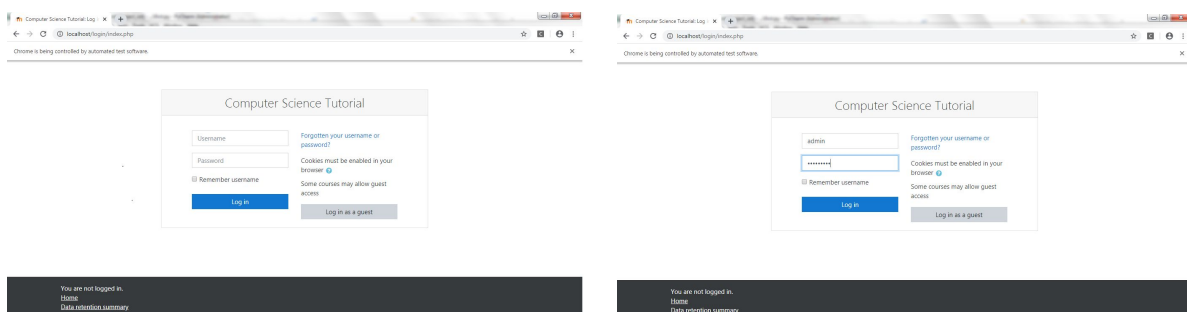 Computer Science Tutorial: Log i
localhost/login/index.php
Chrome is being controlled by automated test software.
Computer Science Tutorial
Username
Password
Remember username
Log in
Forgotten your username or
password?
Cookies must be enabled in your
browser
Some courses may allow guest
access
Log in as a guest
You are not logged in.
Home
Data retention summary
Computer Science Tutorial: Log i
localhost/login/index.php
Chrome is being controlled by automated test software.
Computer Science Tutorial
admin
•••••••••
Remember username
Log in
Forgotten your username or
password?
Cookies must be enabled in your
browser
Some courses may allow guest
access
Log in as a guest
You are not logged in.
Home
Data retention summary